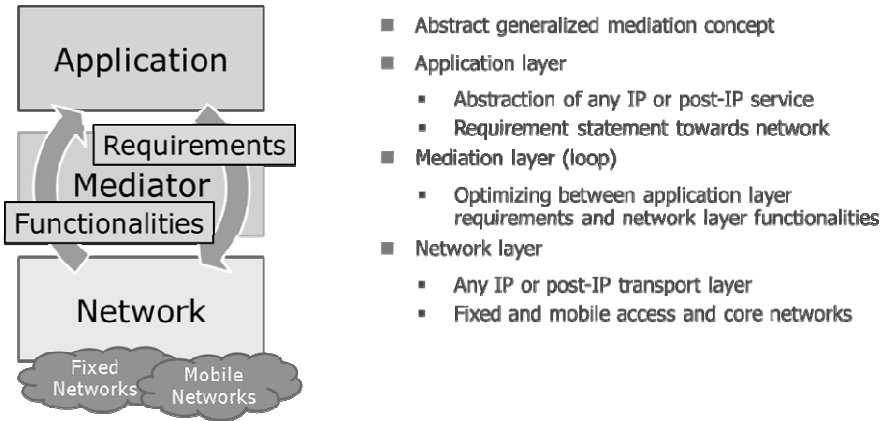 Application
Requirements
Mediator
Functionalities
Network
Fixed
Networks
Mobile
Networks
Abstract generalized mediation concept
Application layer
Abstraction of any IP or post-IP service
Requirement statement towards network
Mediation layer (loop)
Optimizing between application layer
requirements and network layer functionalities
Network layer
Any IP or post-IP transport layer
Fixed and mobile access and core networks